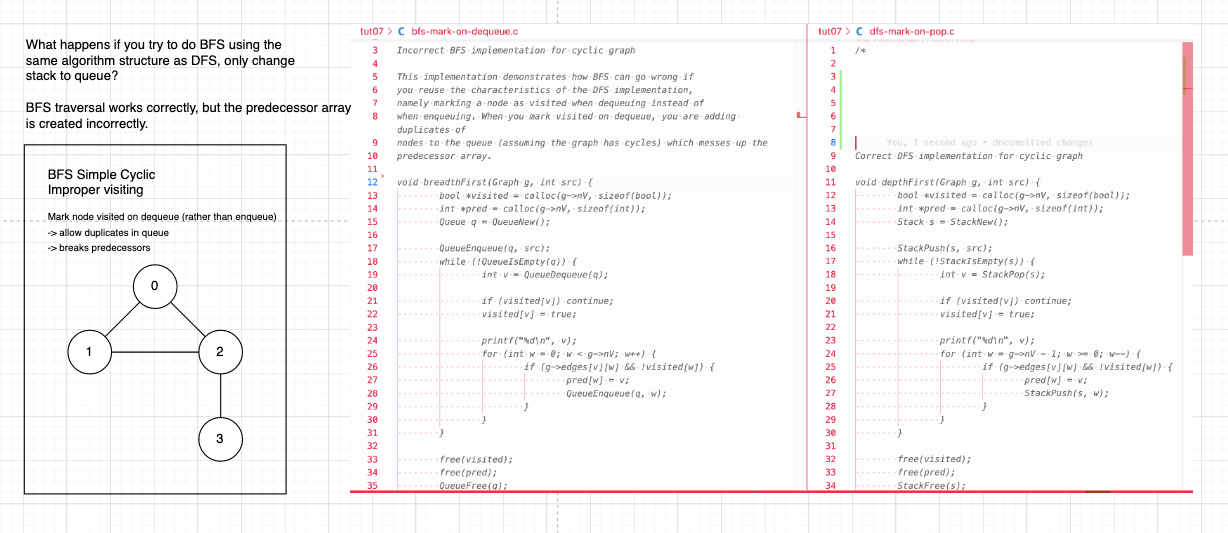 What happens if you try to do BFS using the
same algorithm structure as DFS, only change
stack to queue?
BFS traversal works correctly, but the predecessor array
is created incorrectly.
BFS Simple Cyclic
Improper visiting
Mark node visited on dequeue (rather than enqueue)
-> allow duplicates in queue
-> breaks predecessors
0
1
2
3
tut07 > C bfs-mark-on-dequeue.c
3 Incorrect BFS implementation for cyclic graph
4
5 This implementation demonstrates how BFS can go wrong if
6 you reuse the characteristics of the DFS implementation,
7 namely marking a node as visited when dequeuing instead of
8 when enqueuing. When you mark visited on dequeue, you are adding
duplicates of
9 nodes to the queue (assuming the graph has cycles) which messes up the
10 predecessor array.
11
12 void breadthFirst(Graph g, int src) {
13 bool *visited = calloc(g->nV, sizeof(bool));
14 int *pred = calloc(g->nV, sizeof(int));
15 Queue q = QueueNew();
16
17 QueueEnqueue(q, src);
18 while (!QueueIsEmpty(q)) {
19 int v = QueueDequeue(q);
20
21 if (visited[v]) continue;
22 visited[v] = true;
23
24 printf("%d\n", v);
25 for (int w = 0; w < g->nV; w++) {
26 if (g->edges[v][w] && !visited[w]) {
27 pred[w] = v;
28 QueueEnqueue(q, w);
29 }
30 }
31 }
32
33 free(visited);
34 free(pred);
35 QueueFree(q);
tut07 > C dfs-mark-on-pop.c
1 /*
2
3
4
5
6
7
8 You, 1 second ago • Uncommitted changes
9 Correct DFS implementation for cyclic graph
10
11 void depthFirst(Graph g, int src) {
12 bool *visited = calloc(g->nV, sizeof(bool));
13 int *pred = calloc(g->nV, sizeof(int));
14 Stack s = StackNew();
15
16 StackPush(s, src);
17 while (!StackIsEmpty(s)) {
18 int v = StackPop(s);
19
20 if (visited[v]) continue;
21 visited[v] = true;
22
23 printf("%d\n", v);
24 for (int w = g->nV - 1; w >= 0; w--) {
25 if (g->edges[v][w] && !visited[w]) {
26 pred[w] = v;
27 StackPush(s, w);
28 }
29 }
30 }
31
32 free(visited);
33 free(pred);
34 StackFree(s);